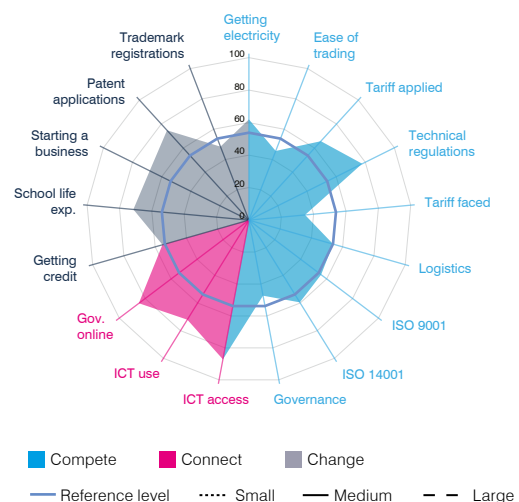 Getting
electricity
Ease of
trading
Tariff applied
Technical
regulations
Tariff faced
Logistics
ISO 9001
ISO 14001
Governance
ICT access
ICT use
Gov.
online
Getting
credit
School life
exp.
Starting a
business
Patent
applications
Trademark
registrations
100
80
60
40
20
0
Compete
Connect
Change
Reference level
Small
Medium
Large